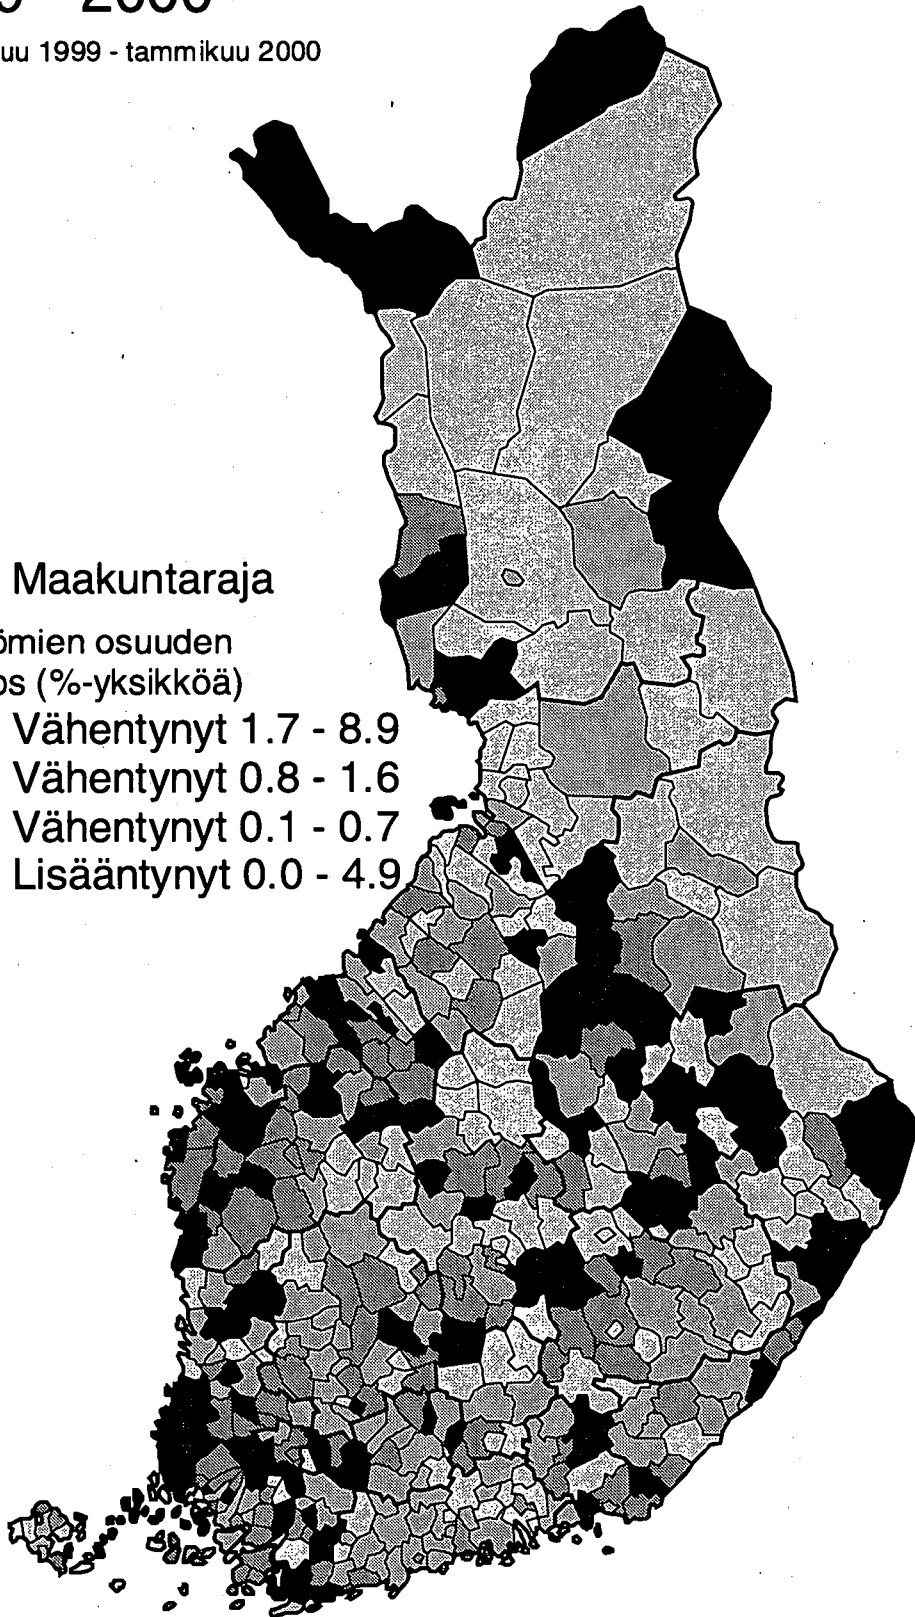 2000
uu 1999 - tammikuu 2000
Maakuntaraja
ömien osuuden
os (%-yksikköä)
Vähentynyt 1.7 - 8.9
Vähentynyt 0.8 - 1.6
Vähentynyt 0.1 - 0.7
Lisääntynyt 0.0 - 4.9